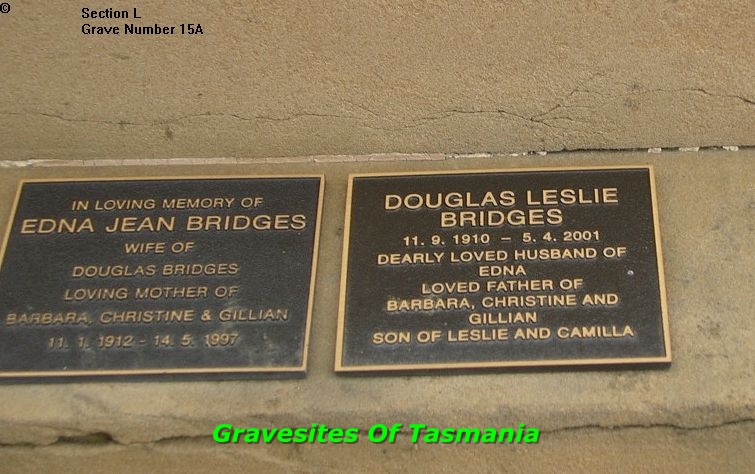 ©
Section L
Grave Number 15A
IN LOVING MEMORY OF
EDNA JEAN BRIDGES
WIFE OF
DOUGLAS BRIDGES
LOVING MOTHER OF
BARBARA, CHRISTINE & GILLIAN
11. 1. 1912 - 14. 5. 1997
DOUGLAS LESLIE
BRIDGES
11. 9. 1910 – 5. 4. 2001
DEARLY LOVED HUSBAND OF
EDNA
LOVED FATHER OF
BARBARA, CHRISTINE AND
GILLIAN
SON OF LESLIE AND CAMILLA
Gravesites Of Tasmania